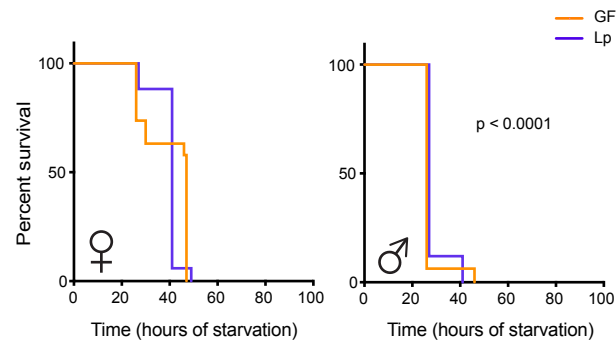 GF
Lp
Percent survival
100
50
0
0 20 40 60 80 100
Time (hours of starvation)
♀
100
50
0
0 20 40 60 80 100
Time (hours of starvation)
♂
p < 0.0001